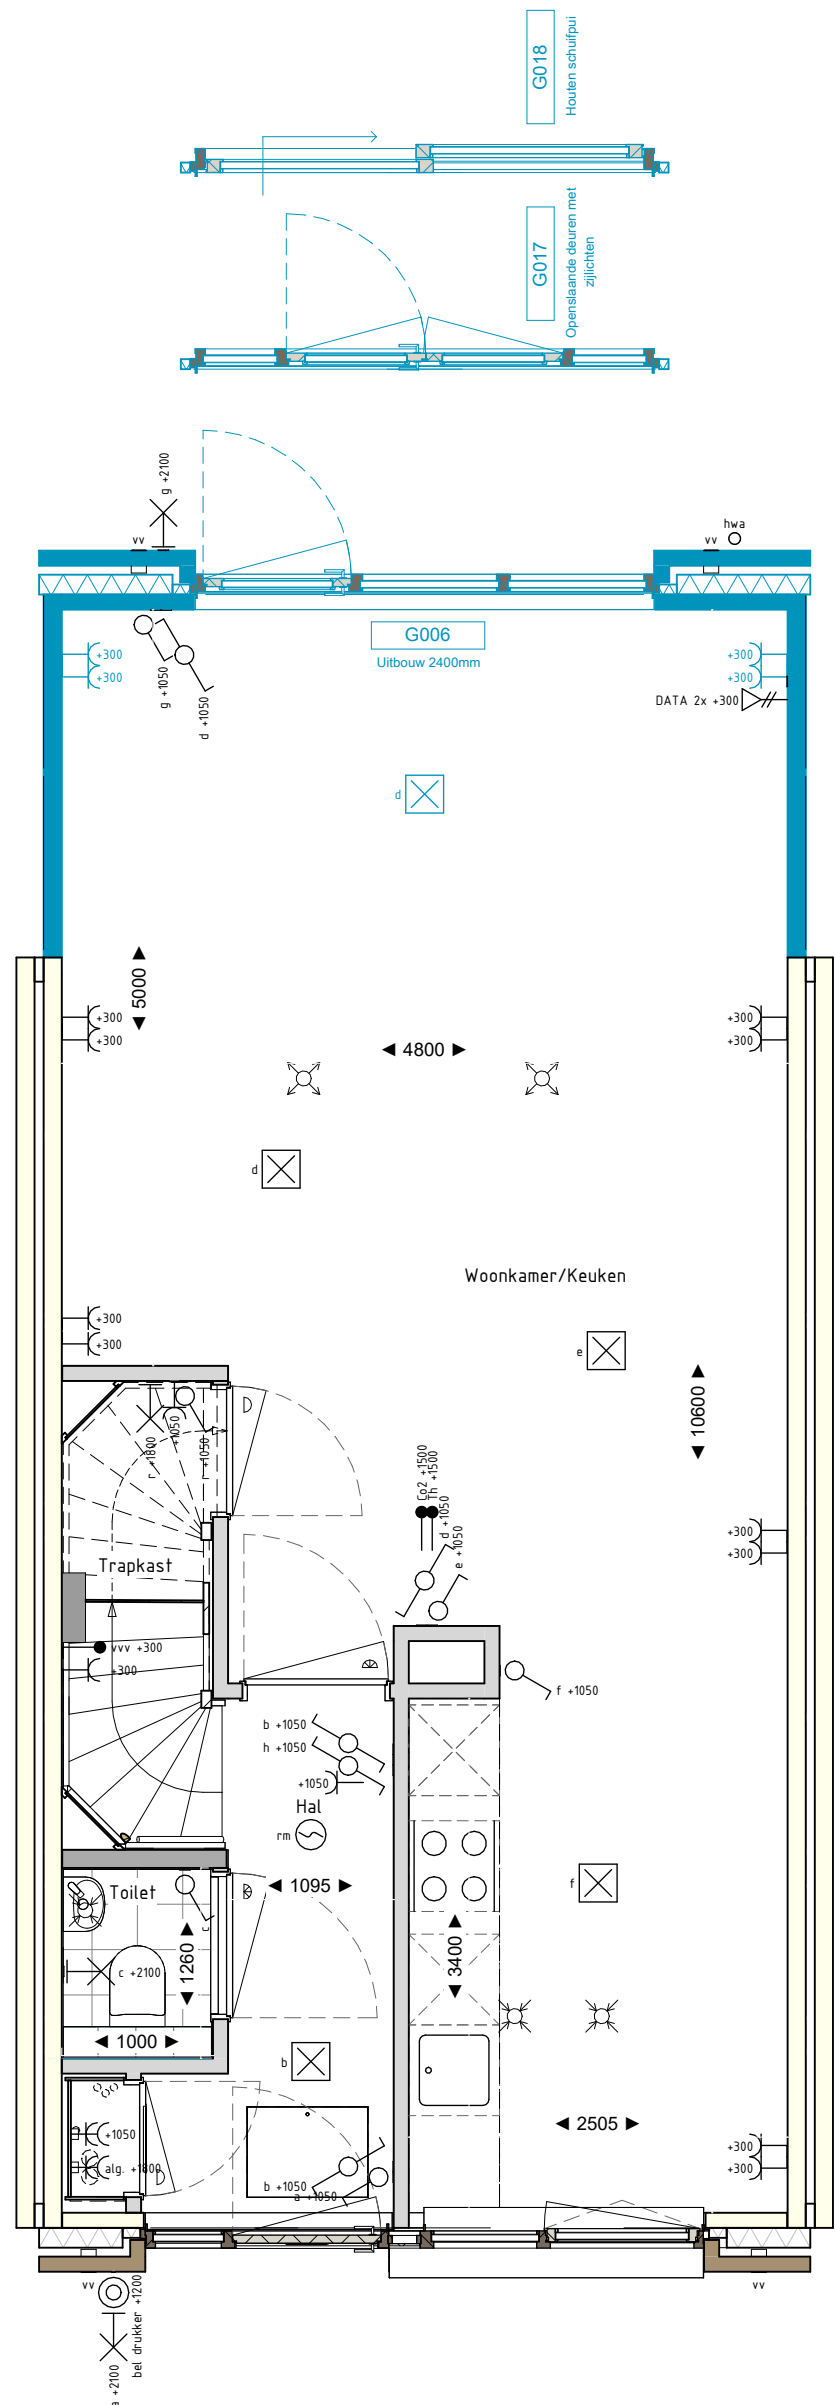 G018
Houten schuifpui
G017
Openslaande deuren met
zijlichten
g +2100
vv
vv
hwa
G006
Uitbouw 2400mm
+300
+300
+300
+300
DATA 2x +300
g +1050
d +1050
d
5000
+300
+300
+300
+300
4800
d
Woonkamer/Keuken
+300
+300
e
10600
r +1800
+1050
r +1050
Co2 +1500
Th +1500
d +1050
e +1050
+300
+300
Trapkast
vvv +300
+300
f +1050
b +1050
h +1050
+1050
Hal
rm
Toilet
1095
f
c
1260
3400
c +2100
1000
b
2505
+1050
alg. +1800
+300
+300
b +1050
a +1050
vv
vv
bel drukker +1200
a +2100